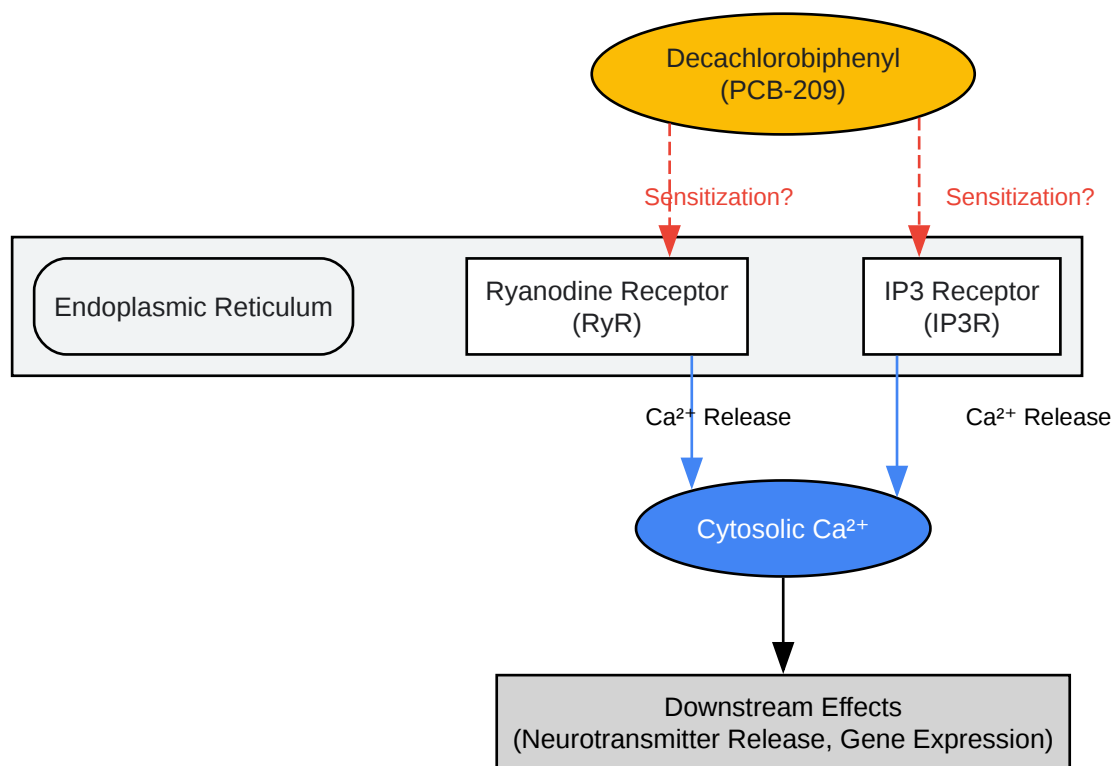 Decachlorobiphenyl
(PCB-209)
Sensitization?
Sensitization?
Endoplasmic Reticulum
Ryanodine Receptor
(RyR)
IP3 Receptor
(IP3R)
Ca²⁺ Release
Ca²⁺ Release
Cytosolic Ca²⁺
Downstream Effects
(Neurotransmitter Release, Gene Expression)